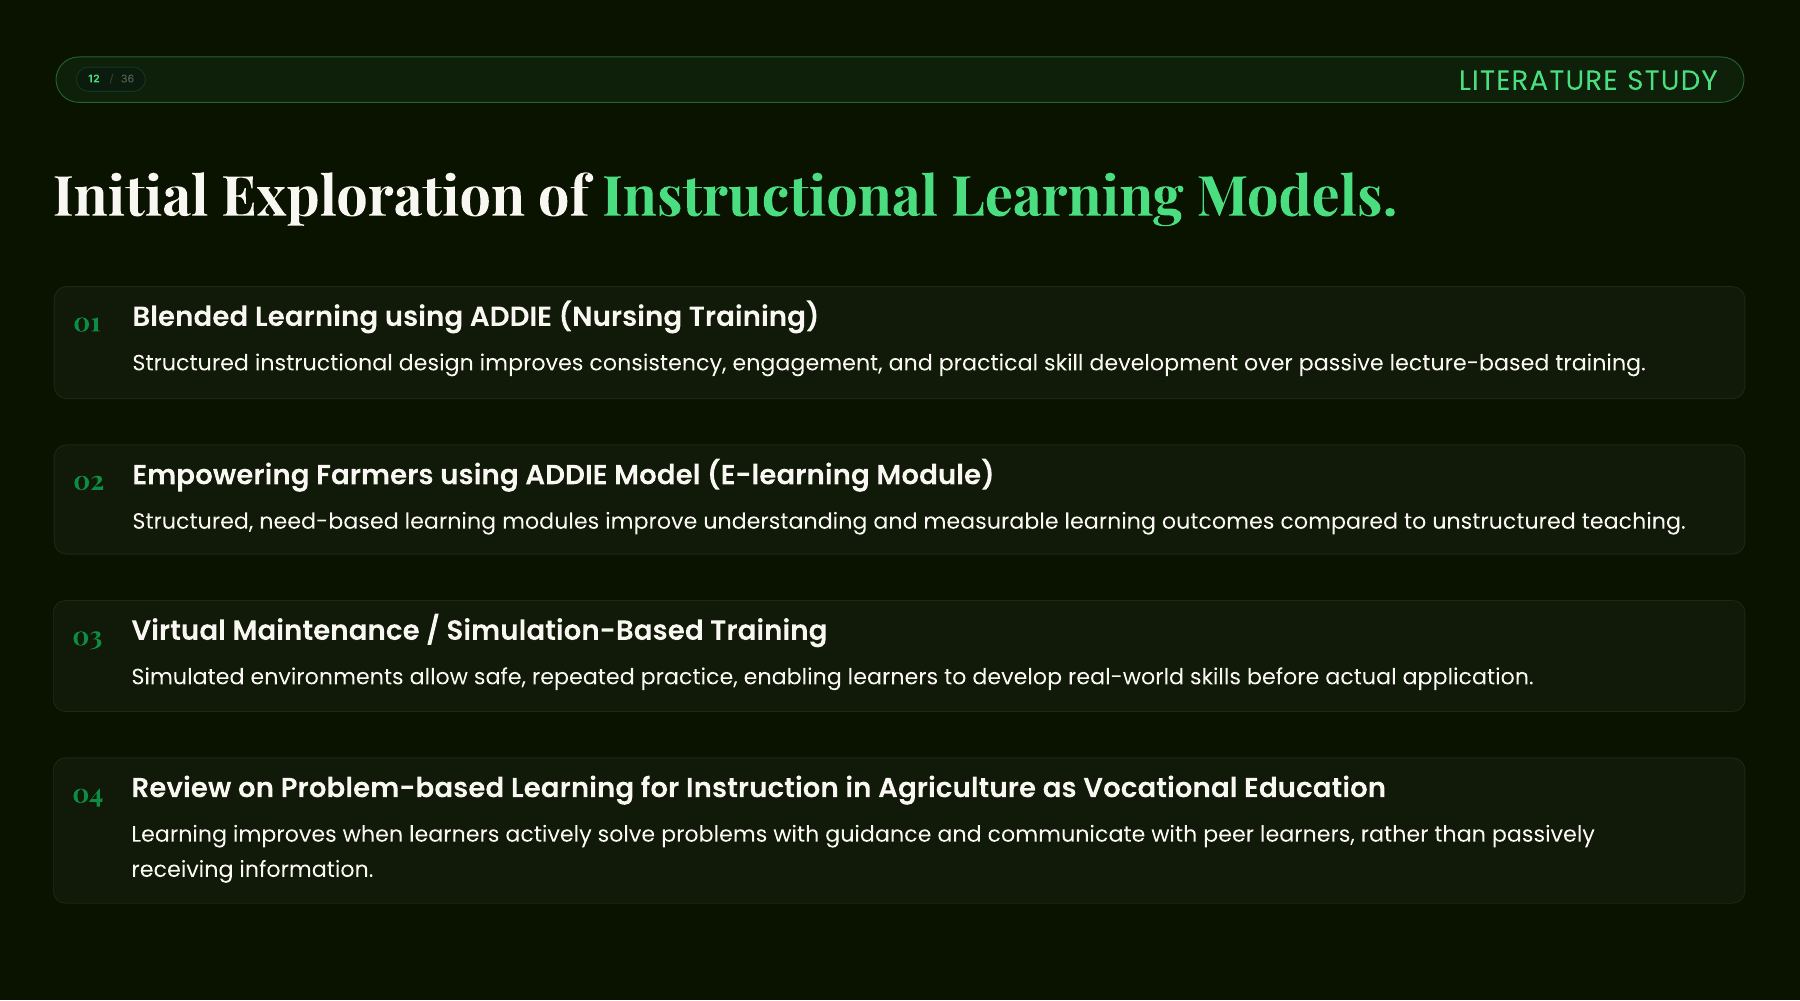 12 / 36
LITERATURE STUDY
Initial Exploration of Instructional Learning Models.
01
Blended Learning using ADDIE (Nursing Training)
Structured instructional design improves consistency, engagement, and practical skill development over passive lecture-based training.
02
Empowering Farmers using ADDIE Model (E-learning Module)
Structured, need-based learning modules improve understanding and measurable learning outcomes compared to unstructured teaching.
03
Virtual Maintenance / Simulation-Based Training
Simulated environments allow safe, repeated practice, enabling learners to develop real-world skills before actual application.
04
Review on Problem-based Learning for Instruction in Agriculture as Vocational Education
Learning improves when learners actively solve problems with guidance and communicate with peer learners, rather than passively
receiving information.